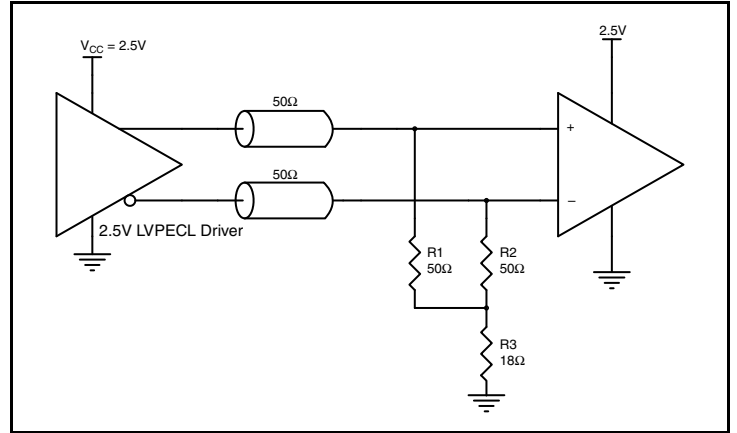 V_CC = 2.5V
2.5V
50Ω
+
50Ω
–
2.5V LVPECL Driver
R1
50Ω
R2
50Ω
R3
18Ω